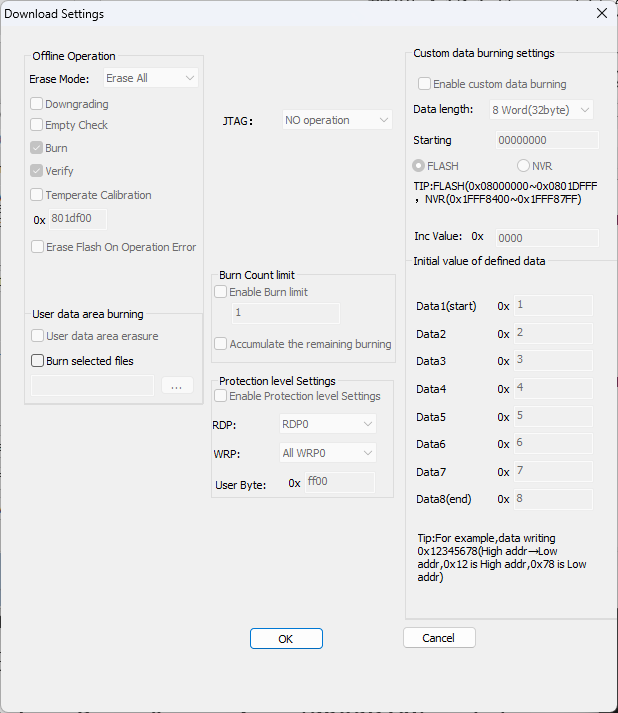 Download Settings
Offline Operation
Erase Mode: Erase All
Downgrading
Empty Check
Burn
Verify
Temperate Calibration
0x 801df00
Erase Flash On Operation Error
User data area burning
User data area erasure
Burn selected files
...
JTAG: NO operation
Burn Count limit
Enable Burn limit
1
Accumulate the remaining burning
Protection level Settings
Enable Protection level Settings
RDP: RDP0
WRP: All WRP0
User Byte: 0x ff00
Custom data burning settings
Enable custom data burning
Data length: 8 Word(32byte)
Starting 00000000
FLASH NVR
TIP:FLASH(0x08000000~0x0801DFFF
, NVR(0x1FFF8400~0x1FFF87FF)
Inc Value: 0x 0000
Initial value of defined data
Data1(start) 0x 1
Data2 0x 2
Data3 0x 3
Data4 0x 4
Data5 0x 5
Data6 0x 6
Data7 0x 7
Data8(end) 0x 8
Tip:For example,data writing
0x12345678(High addr→Low
addr,0x12 is High addr,0x78 is Low
addr)
OK
Cancel